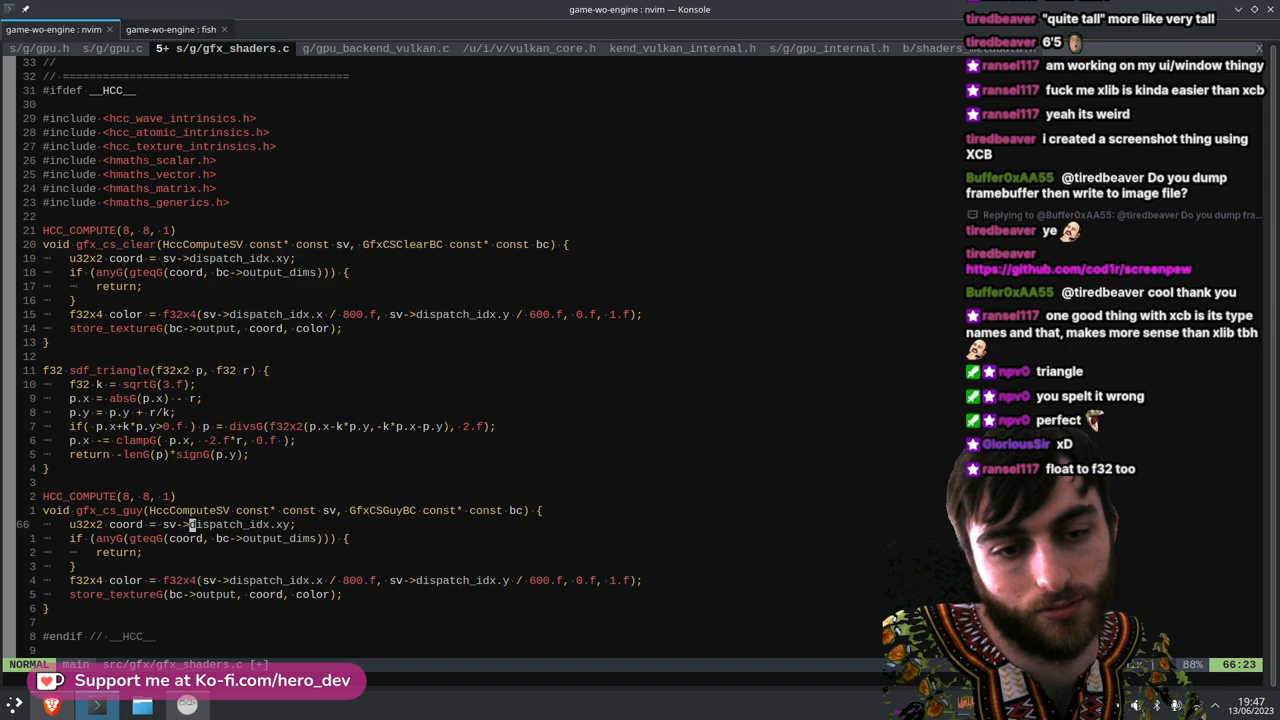 game-wo-engine : nvim — Konsole
game-wo-engine : nvim
game-wo-engine : fish
s/g/gpu.h s/g/gpu.c 5+ s/g/gfx_shaders.c /u/i/v/vulkan_core.h kend_vulkan_internal.h s/g/gpu_internal.h X
33 //
32 // ===========================================
31 #ifdef __HCC__
30
29 #include <hcc_wave_intrinsics.h>
28 #include <hcc_atomic_intrinsics.h>
27 #include <hcc_texture_intrinsics.h>
26 #include <hmaths_scalar.h>
25 #include <hmaths_vector.h>
24 #include <hmaths_matrix.h>
23 #include <hmaths_generics.h>
22
21 HCC_COMPUTE(8, 8, 1)
20 void gfx_cs_clear(HccComputeSV const* const sv, GfxCSClearBC const* const bc) {
19 u32x2 coord = sv->dispatch_idx.xy;
18 if (anyG(gteqG(coord, bc->output_dims))) {
17 return;
16 }
15 f32x4 color = f32x4(sv->dispatch_idx.x / 800.f, sv->dispatch_idx.y / 600.f, 0.f, 1.f);
14 store_textureG(bc->output, coord, color);
13 }
12
11 f32 sdf_triangle(f32x2 p, f32 r) {
10 f32 k = sqrtG(3.f);
9 p.x = absG(p.x) - r;
8 p.y = p.y + r/k;
7 if( p.x+k*p.y>0.f ) p = divsG(f32x2(p.x-k*p.y,-k*p.x-p.y), 2.f);
6 p.x -= clampG( p.x, -2.f*r, 0.f );
5 return -lenG(p)*signG(p.y);
4 }
3
2 HCC_COMPUTE(8, 8, 1)
1 void gfx_cs_guy(HccComputeSV const* const sv, GfxCSGuyBC const* const bc) {
66 u32x2 coord = sv->dispatch_idx.xy;
1 if (anyG(gteqG(coord, bc->output_dims))) {
2 return;
3 }
4 f32x4 color = f32x4(sv->dispatch_idx.x / 800.f, sv->dispatch_idx.y / 600.f, 0.f, 1.f);
5 store_textureG(bc->output, coord, color);
6 }
7
8 #endif // __HCC__
9
NORMAL main src/gfx/gfx_shaders.c [+] 88% 66:23
Support me at Ko-fi.com/hero_dev
19:47
13/06/2023
tiredbeaver "quite tall" more like very tall
tiredbeaver 6'5
ransel117 am working on my ui/window thingy
ransel117 fuck me xlib is kinda easier than xcb
ransel117 yeah its weird
tiredbeaver i created a screenshot thing using
XCB
Buffer0xAA55 @tiredbeaver Do you dump
framebuffer then write to image file?
Replying to @Buffer0xAA55: @tiredbeaver Do you dump fra...
tiredbeaver ye
tiredbeaver
https://github.com/cod1r/screenpew
Buffer0xAA55 @tiredbeaver cool thank you
ransel117 one good thing with xcb is its type
names and that, makes more sense than xlib tbh
npv0 triangle
npv0 you spelt it wrong
npv0 perfect
GloriousSir xD
ransel117 float to f32 too